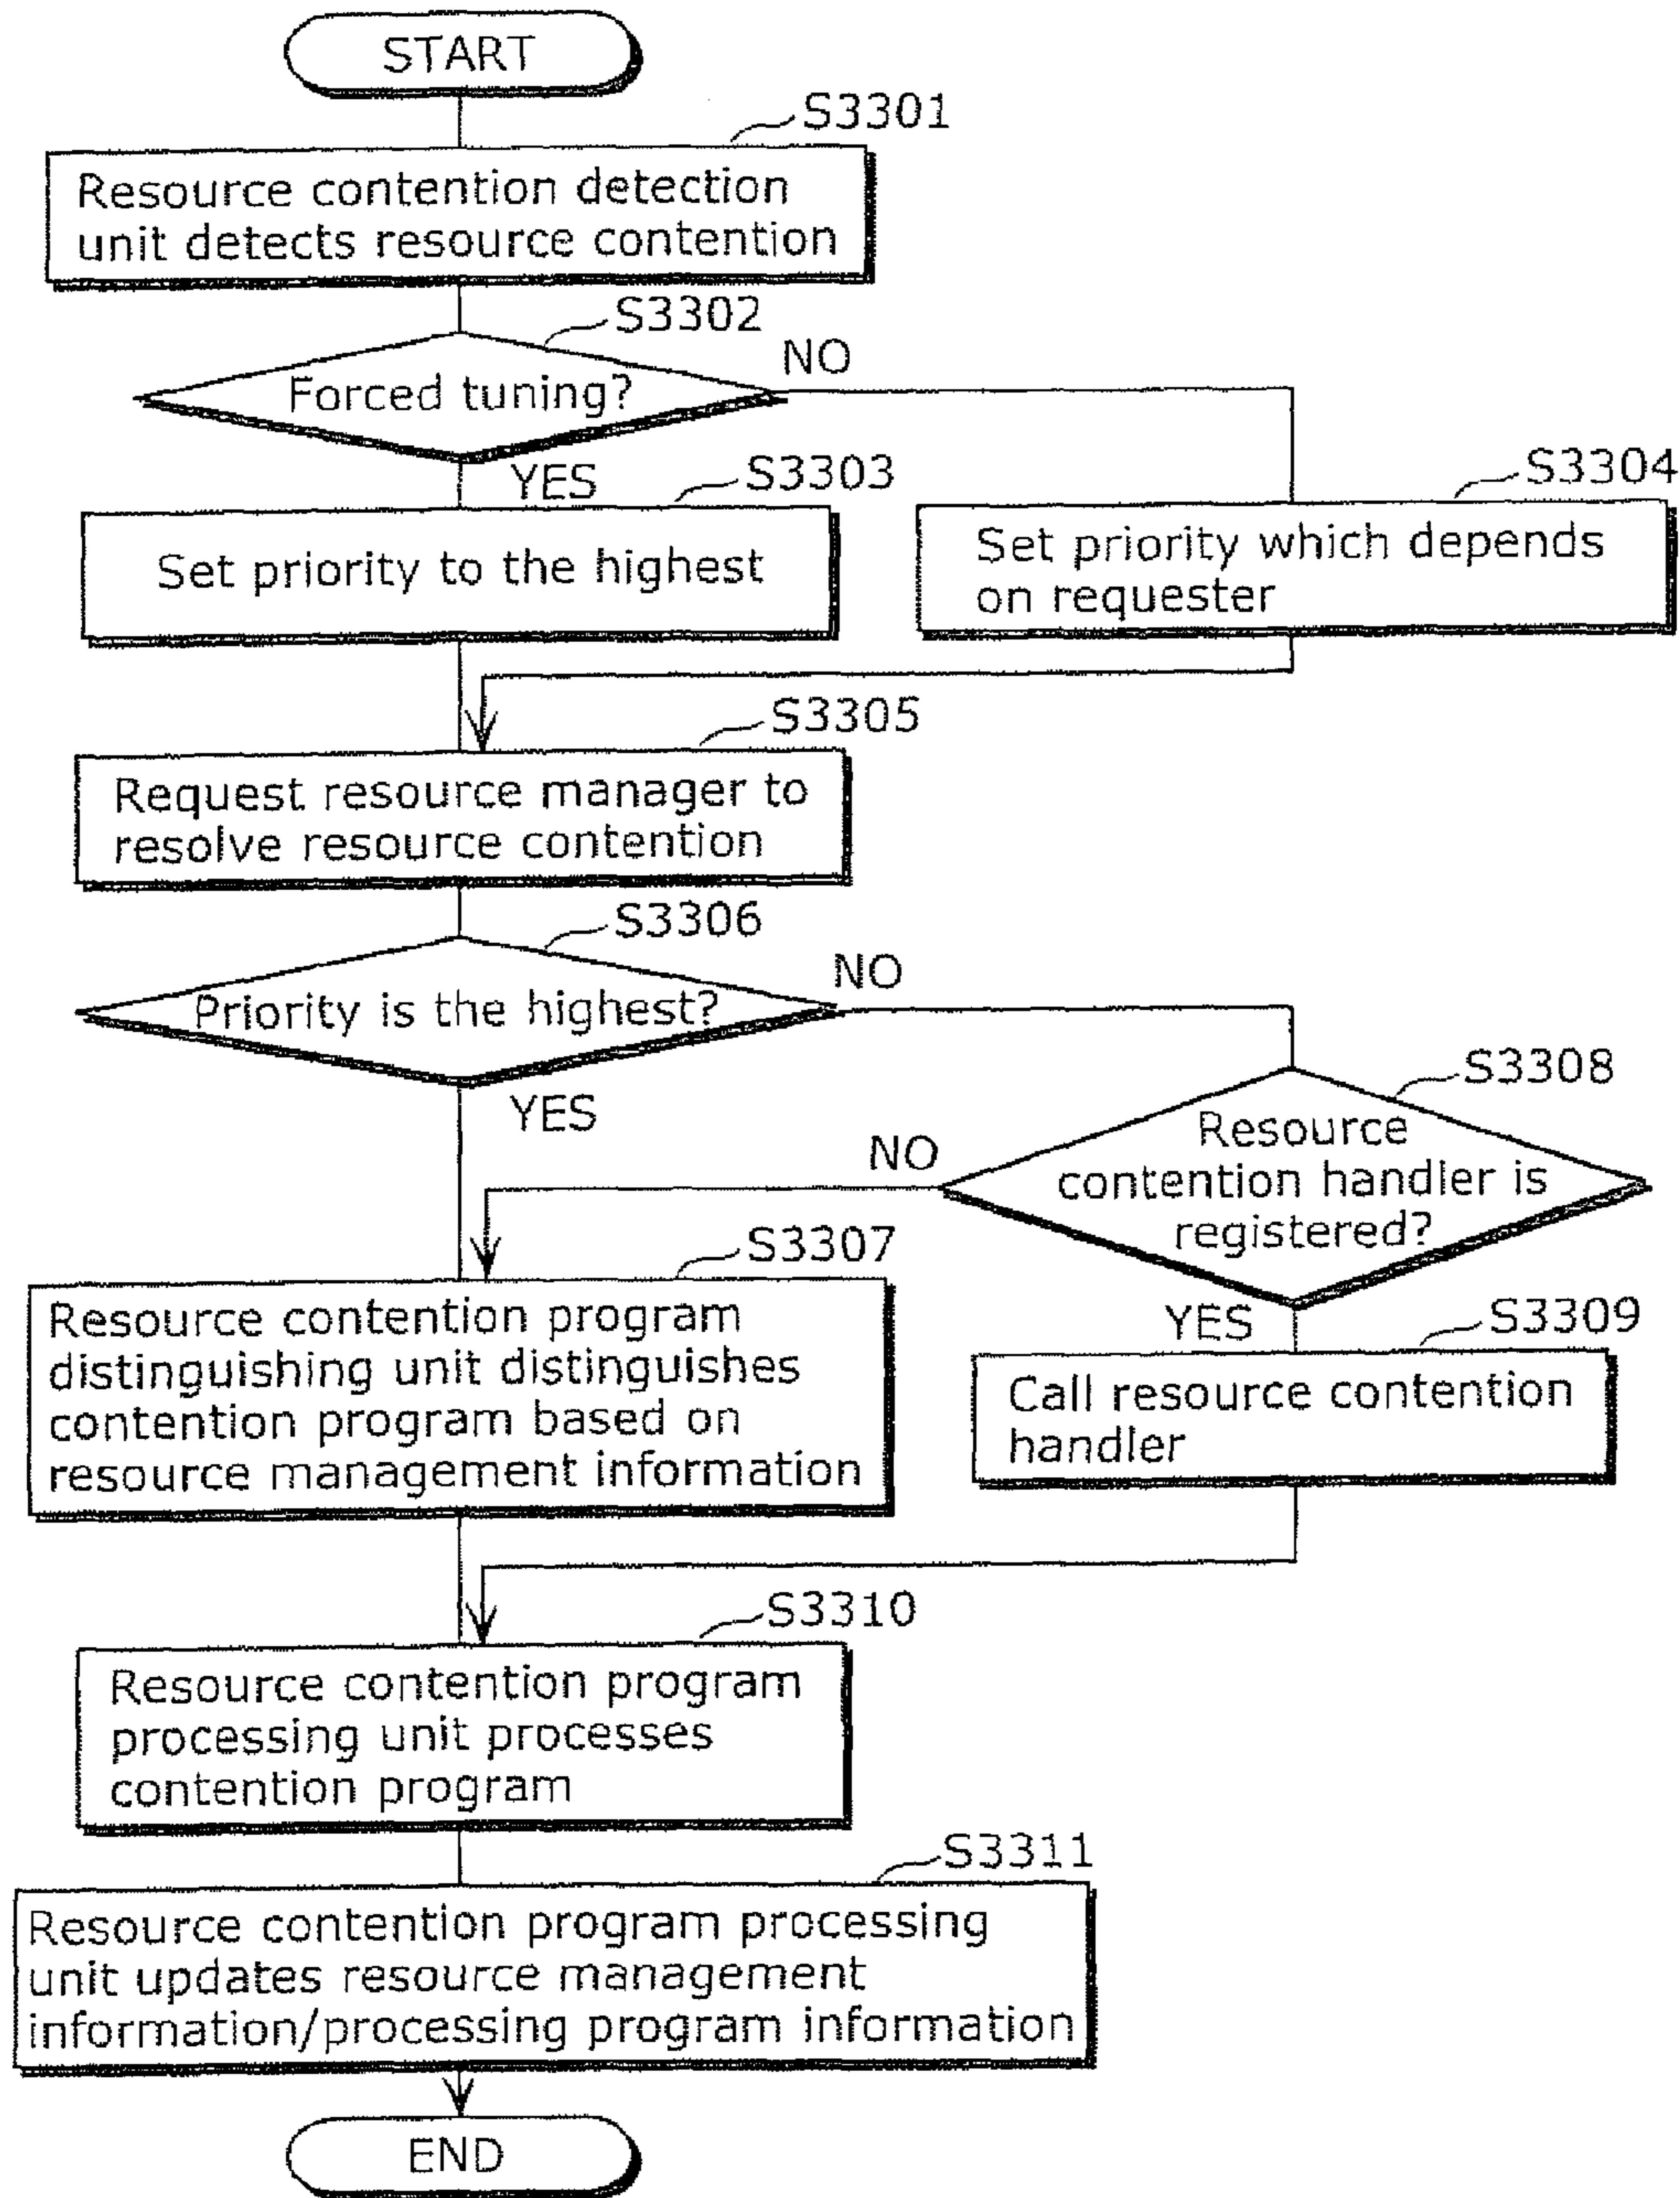 START
S3301
Resource contention detection
unit detects resource contention
S3302
Forced tuning?
NO
YES
S3303
Set priority to the highest
S3304
Set priority which depends
on requester
S3305
Request resource manager to
resolve resource contention
S3306
Priority is the highest?
NO
YES
S3308
Resource
contention handler is
registered?
NO
YES
S3307
Resource contention program
distinguishing unit distinguishes
contention program based on
resource management information
S3309
Call resource contention
handler
S3310
Resource contention program
processing unit processes
contention program
S3311
Resource contention program processing
unit updates resource management
information/processing program information
END